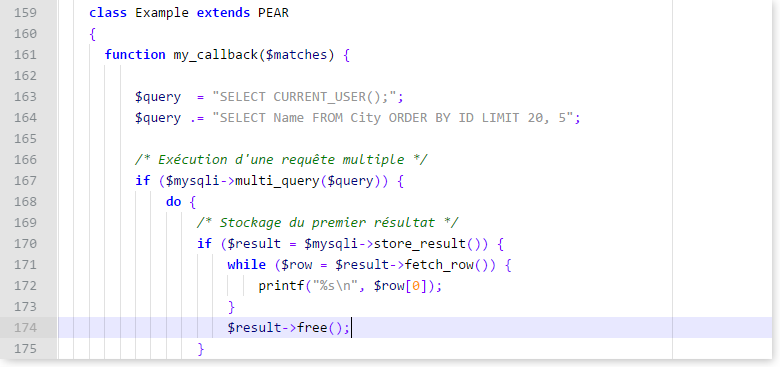 159 class Example extends PEAR
160 {
161 function my_callback($matches) {
162
163 $query  = "SELECT CURRENT_USER();";
164 $query .= "SELECT Name FROM City ORDER BY ID LIMIT 20, 5";
165
166 /* Exécution d'une requête multiple */
167 if ($mysqli->multi_query($query)) {
168 do {
169 /* Stockage du premier résultat */
170 if ($result = $mysqli->store_result()) {
171 while ($row = $result->fetch_row()) {
172 printf("%s\n", $row[0]);
173 }
174 $result->free();
175 }